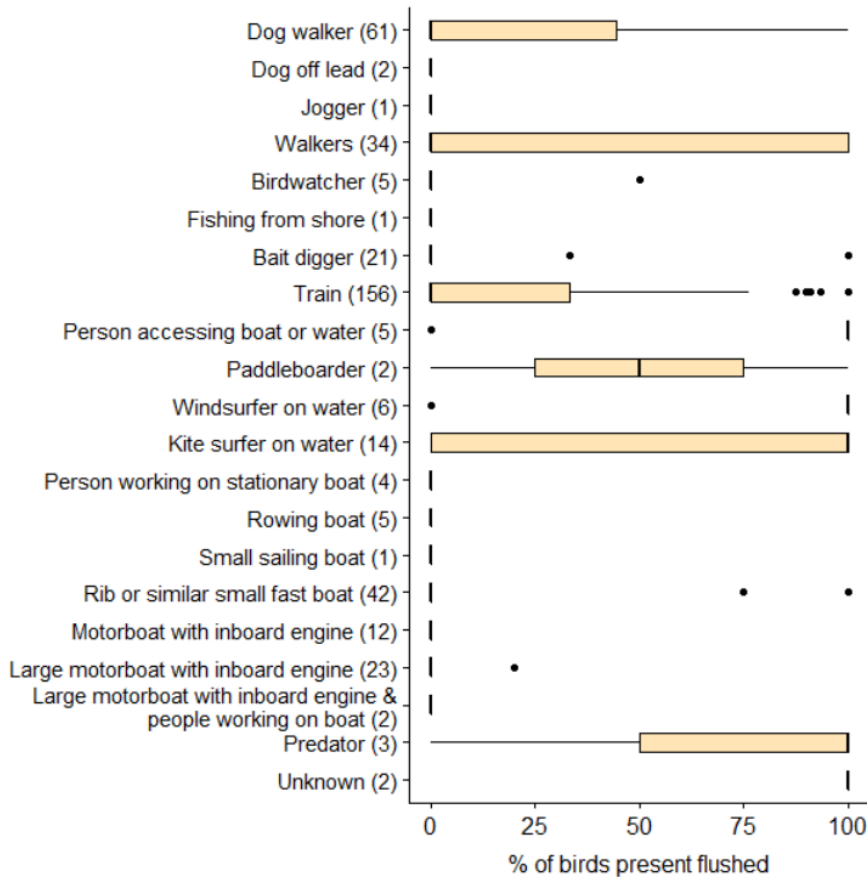 Dog walker (61)
Dog off lead (2)
Jogger (1)
Walkers (34)
Birdwatcher (5)
Fishing from shore (1)
Bait digger (21)
Train (156)
Person accessing boat or water (5)
Paddleboarder (2)
Windsurfer on water (6)
Kite surfer on water (14)
Person working on stationary boat (4)
Rowing boat (5)
Small sailing boat (1)
Rib or similar small fast boat (42)
Motorboat with inboard engine (12)
Large motorboat with inboard engine (23)
Large motorboat with inboard engine &
people working on boat (2)
Predator (3)
Unknown (2)
0 25 50 75 100
% of birds present flushed